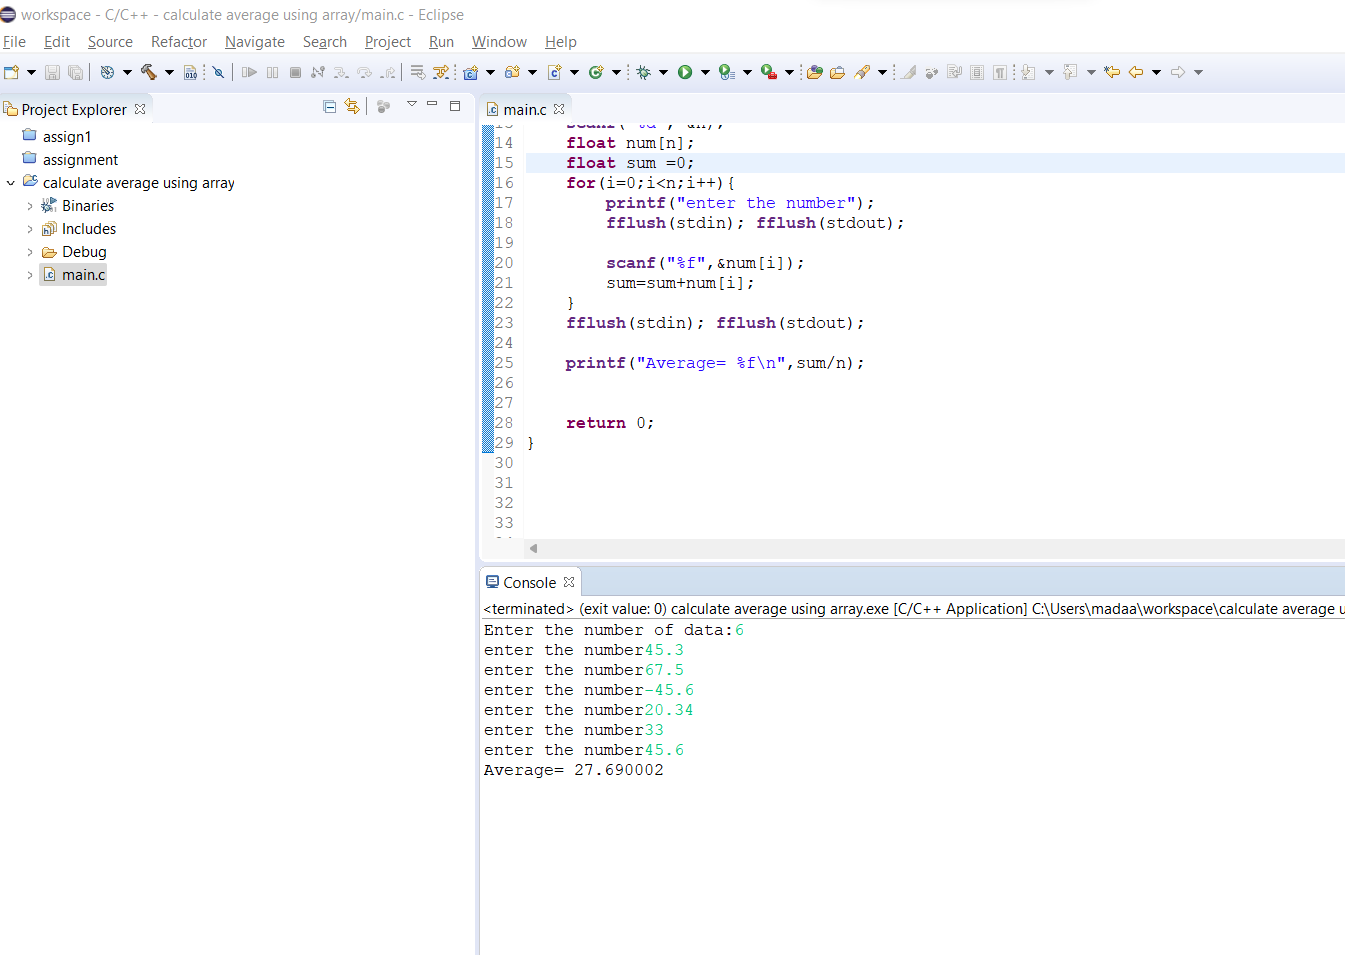 workspace - C/C++ - calculate average using array/main.c - Eclipse
File Edit Source Refactor Navigate Search Project Run Window Help
Project Explorer
assign1
assignment
calculate average using array
Binaries
Includes
Debug
main.c
main.c
13 scanf("%d", &n);
14 float num[n];
15 float sum =0;
16 for(i=0;i<n;i++){
17 printf("enter the number");
18 fflush(stdin); fflush(stdout);
19
20 scanf("%f",&num[i]);
21 sum=sum+num[i];
22 }
23 fflush(stdin); fflush(stdout);
24
25 printf("Average= %f\n",sum/n);
26
27
28 return 0;
29 }
30
31
32
33
Console
<terminated> (exit value: 0) calculate average using array.exe [C/C++ Application] C:\Users\madaa\workspace\calculate average u
Enter the number of data:6
enter the number45.3
enter the number67.5
enter the number-45.6
enter the number20.34
enter the number33
enter the number45.6
Average= 27.690002